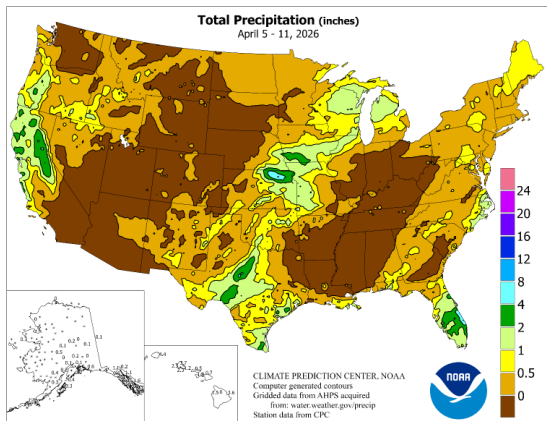 Total Precipitation (inches)
April 5 - 11, 2026
24
20
16
12
8
4
2
1
0.5
0
CLIMATE PREDICTION CENTER, NOAA
Computer generated contours
Gridded data from AHPS acquired
from: water.weather.gov/precip
Station data from CPC
NOAA